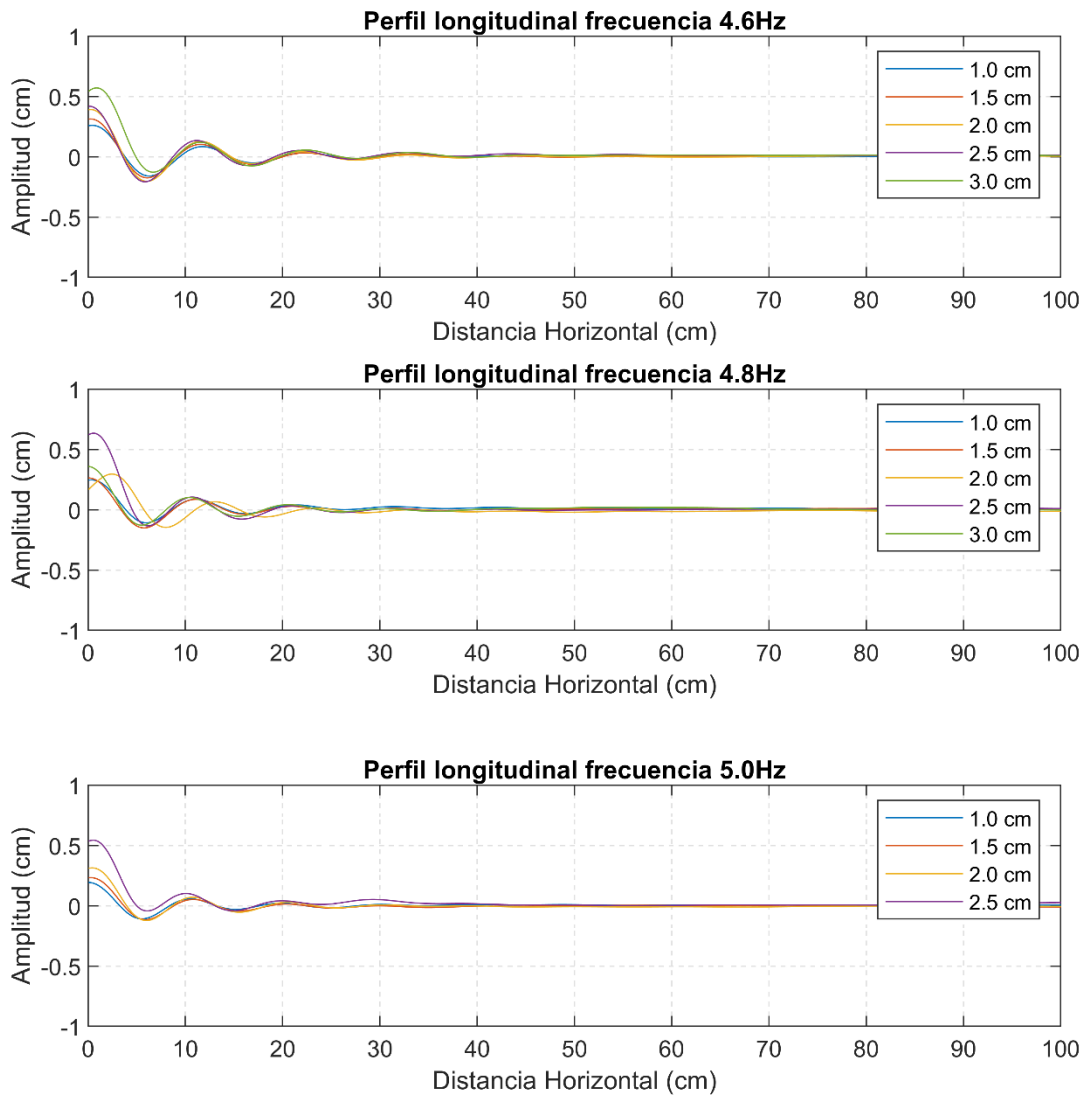 Perfil longitudinal frecuencia 4.6Hz
1
0.5
0
-0.5
-1
Amplitud (cm)
1.0 cm
1.5 cm
2.0 cm
2.5 cm
3.0 cm
0 10 20 30 40 50 60 70 80 90 100
Distancia Horizontal (cm)
Perfil longitudinal frecuencia 4.8Hz
1
0.5
0
-0.5
-1
Amplitud (cm)
1.0 cm
1.5 cm
2.0 cm
2.5 cm
3.0 cm
0 10 20 30 40 50 60 70 80 90 100
Distancia Horizontal (cm)
Perfil longitudinal frecuencia 5.0Hz
1
0.5
0
-0.5
-1
Amplitud (cm)
1.0 cm
1.5 cm
2.0 cm
2.5 cm
0 10 20 30 40 50 60 70 80 90 100
Distancia Horizontal (cm)